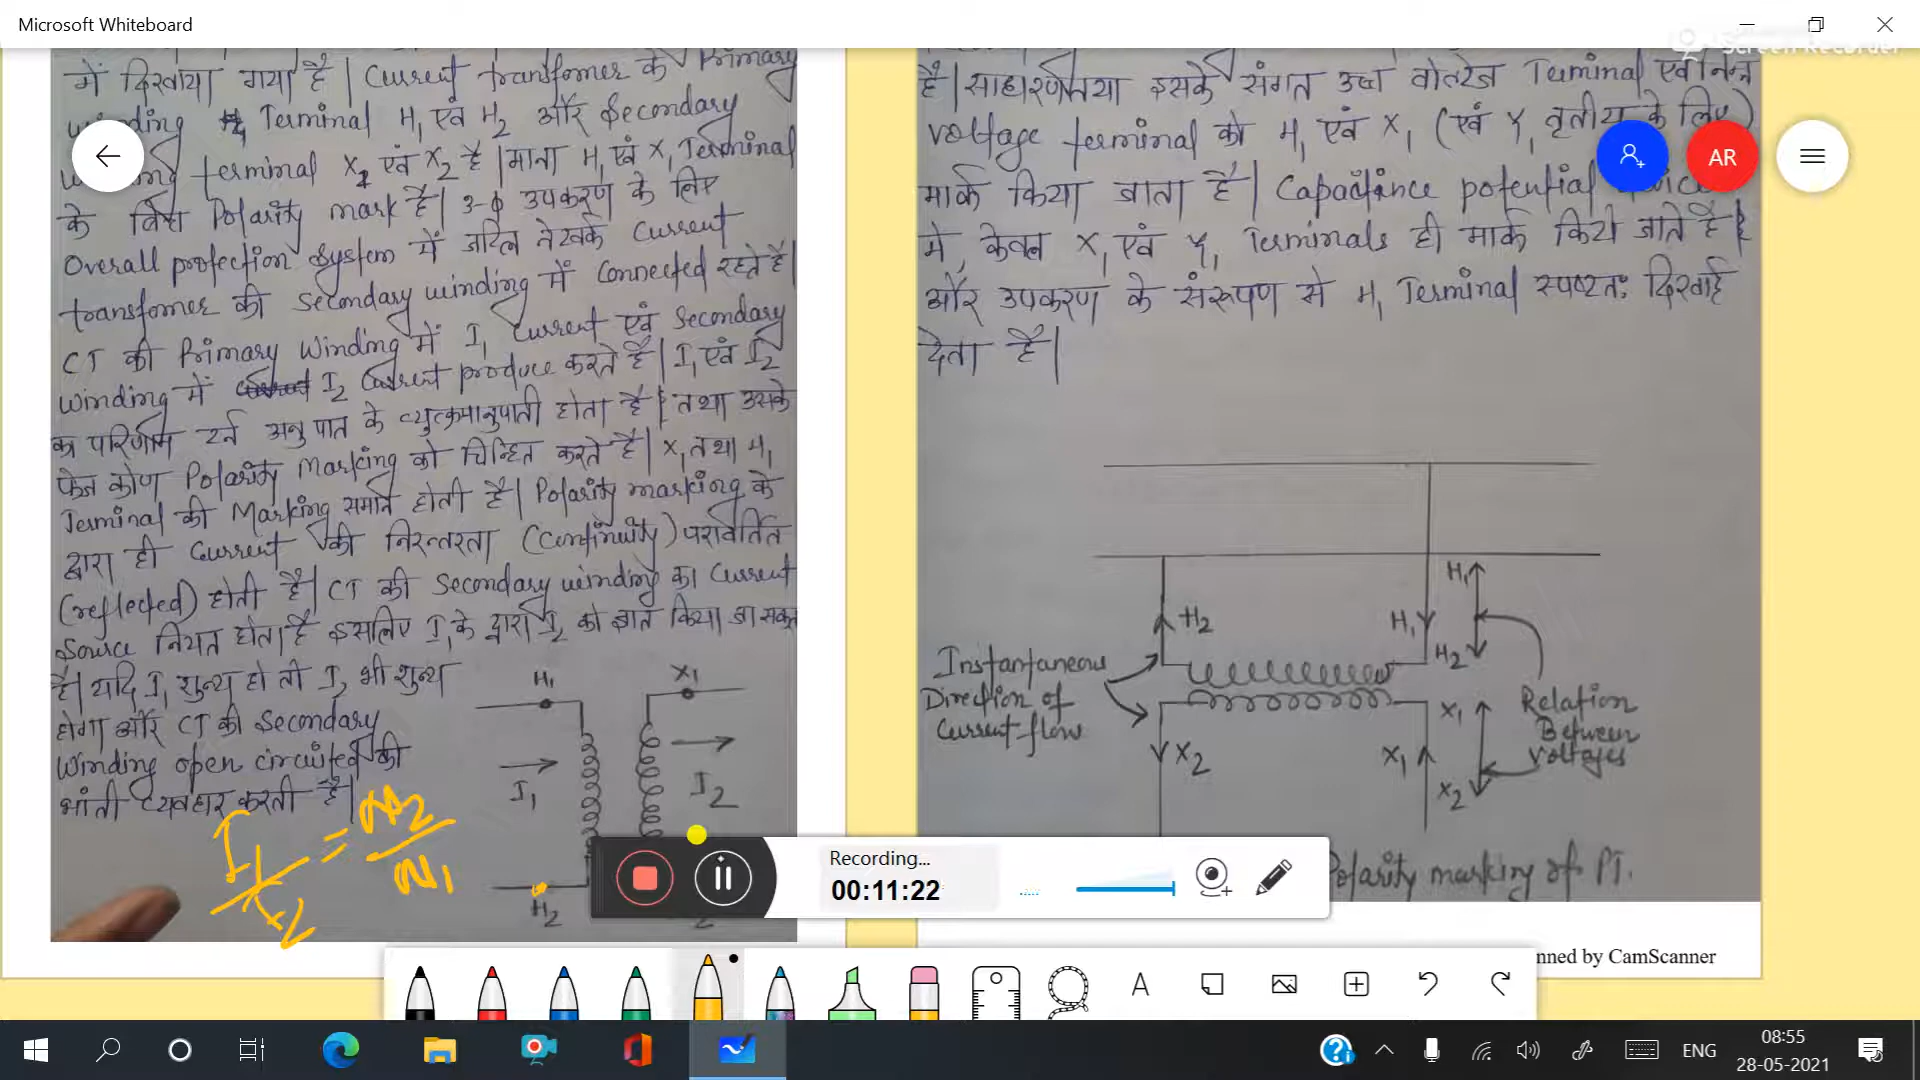 Microsoft Whiteboard
Screen Recorder
में दिखाया गया है | Current transfomer के Primary
winding Terminal H1 एवं H2 और Secondary
terminal X1 एवं X2 है | माना H1 एवं X1 Terminal
के बिच Polarity mark है | 3-ϕ उपकरण के लिए
Overall protection system में जटिल current
transfomer की Secondary winding में Connected रहते है |
CT की Primary Winding में I1 current एवं Secondary
winding में I2 Current produce करते है | I1 एवं I2
का परिणाम टर्न अनुपात के व्युत्क्रमानुपाती होता है | तथा उसके
फेज कोण Polarity Marking को चिन्हित करते है | X1 तथा H1
Terminal की Marking समान होती है | Polarity marking के
द्वारा ही Current की निरन्तरता (Continuity) परावर्तित
(reflected) होती है | CT की Secondary winding का Current
Source नियत होता है इसलिए I1 के द्वारा I2 को ज्ञात किया जा सकता
है | यदि I1 शुन्य हो तो I2 भी शुन्य
होगा और CT की Secondary
Winding open circuited की
भांती व्यवहार करती है |
H1
X1
I1
I2
H2
2
I1/I2 = N2/N1
है | साधारणतया इसके संगत उच्च वोल्टेज Terminal एवं निम्न
voltage terminal को H1 एवं X1 (एवं Y1 तृतीय के लिए)
मार्क किया जाता है | Capacitance potential
मे, केवल X1 एवं Y1 Terminals ही मार्क किये जाते है |
और उपकरण के संरूपण से H1 Terminal स्पष्टतः दिखाई
देता है |
H1
H2
H1
H2
Instantaneous
Direction of
Current flow
Relation
Between
voltages
X1
X2
X1
X2
Polarity marking of PT.
AR
Recording...
00:11:22
nned by CamScanner
A
ENG
08:55
28-05-2021